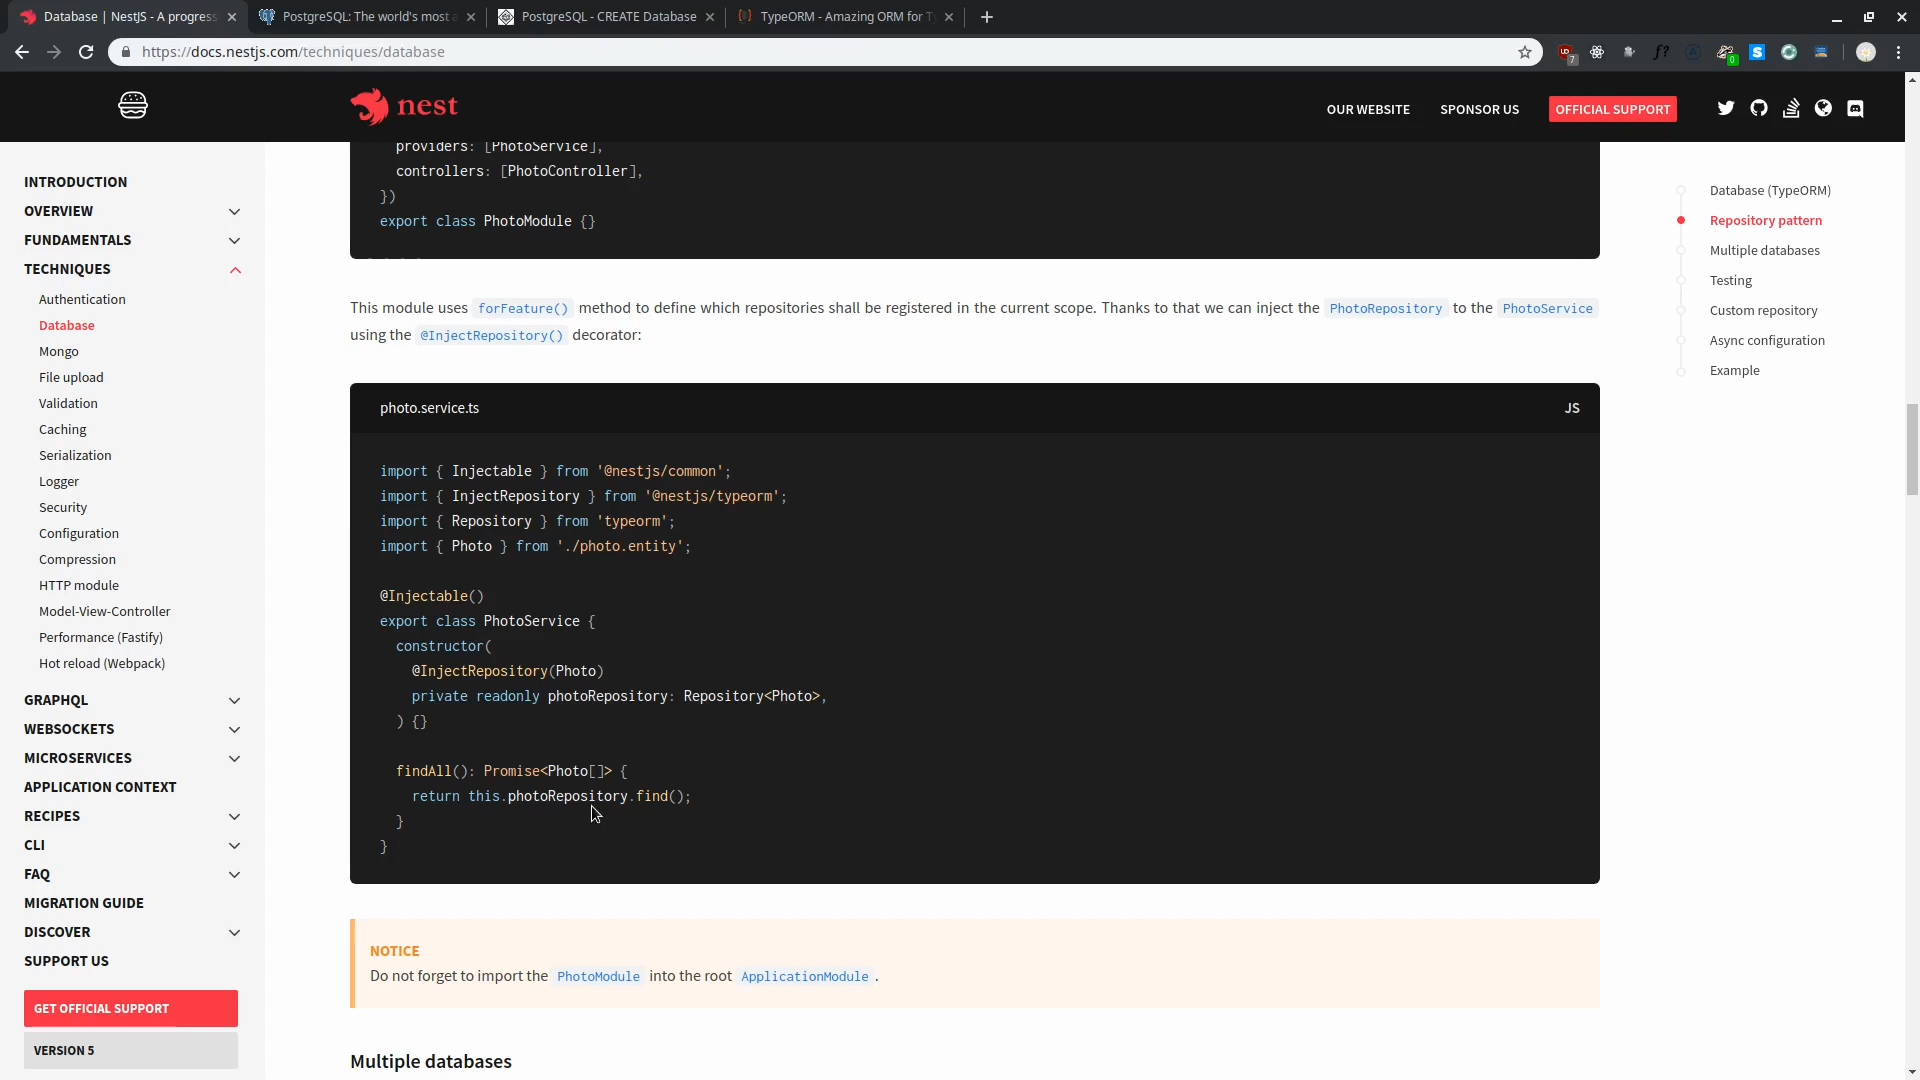 Database | NestJS - A progress
PostgreSQL: The world's most a
PostgreSQL - CREATE Database
TypeORM - Amazing ORM for T
https://docs.nestjs.com/techniques/database
7
f?
0
S
nest
OUR WEBSITE
SPONSOR US
OFFICIAL SUPPORT
INTRODUCTION
OVERVIEW
FUNDAMENTALS
TECHNIQUES
Authentication
Database
Mongo
File upload
Validation
Caching
Serialization
Logger
Security
Configuration
Compression
HTTP module
Model-View-Controller
Performance (Fastify)
Hot reload (Webpack)
GRAPHQL
WEBSOCKETS
MICROSERVICES
APPLICATION CONTEXT
RECIPES
CLI
FAQ
MIGRATION GUIDE
DISCOVER
SUPPORT US
GET OFFICIAL SUPPORT
VERSION 5
providers: [PhotoService],
controllers: [PhotoController],
})
export class PhotoModule {}
This module uses forFeature() method to define which repositories shall be registered in the current scope. Thanks to that we can inject the PhotoRepository to the PhotoService
using the @InjectRepository() decorator:
photo.service.ts
JS
import { Injectable } from '@nestjs/common';
import { InjectRepository } from '@nestjs/typeorm';
import { Repository } from 'typeorm';
import { Photo } from './photo.entity';
@Injectable()
export class PhotoService {
constructor(
@InjectRepository(Photo)
private readonly photoRepository: Repository<Photo>,
) {}
findAll(): Promise<Photo[]> {
return this.photoRepository.find();
}
}
NOTICE
Do not forget to import the PhotoModule into the root ApplicationModule.
Multiple databases
Database (TypeORM)
Repository pattern
Multiple databases
Testing
Custom repository
Async configuration
Example